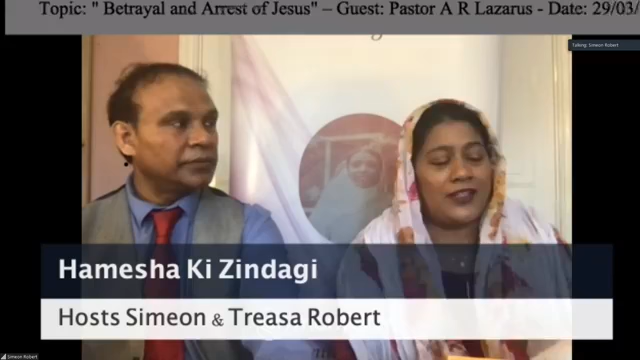 Topic: " Betrayal and Arrest of Jesus" – Guest: Pastor A R Lazarus - Date: 29/03/
Talking: Simeon Robert
Hamesha Ki Zindagi
Hosts Simeon & Treasa Robert
Simeon Robert